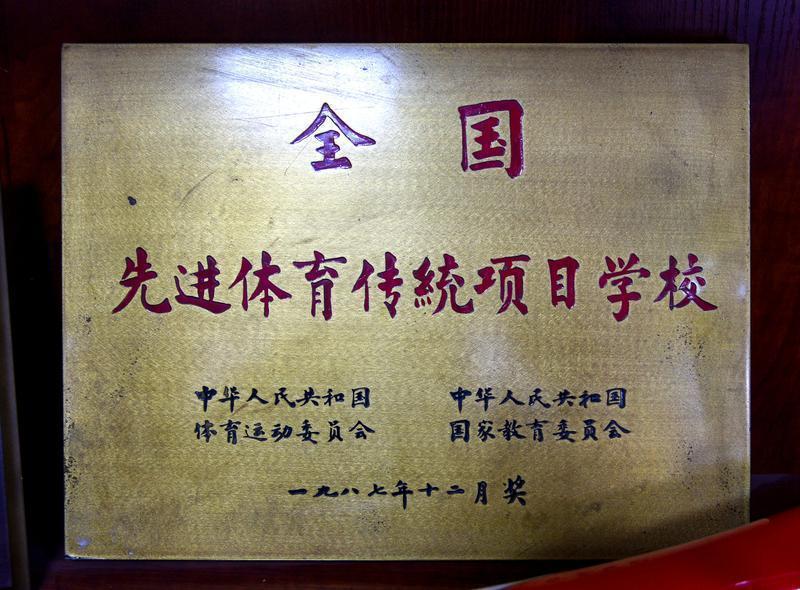 全国
先进体育传統项目学校
中华人民共和国 中华人民共和国
体育运动委员会 国家教育委员会
一九八七年十二月奖